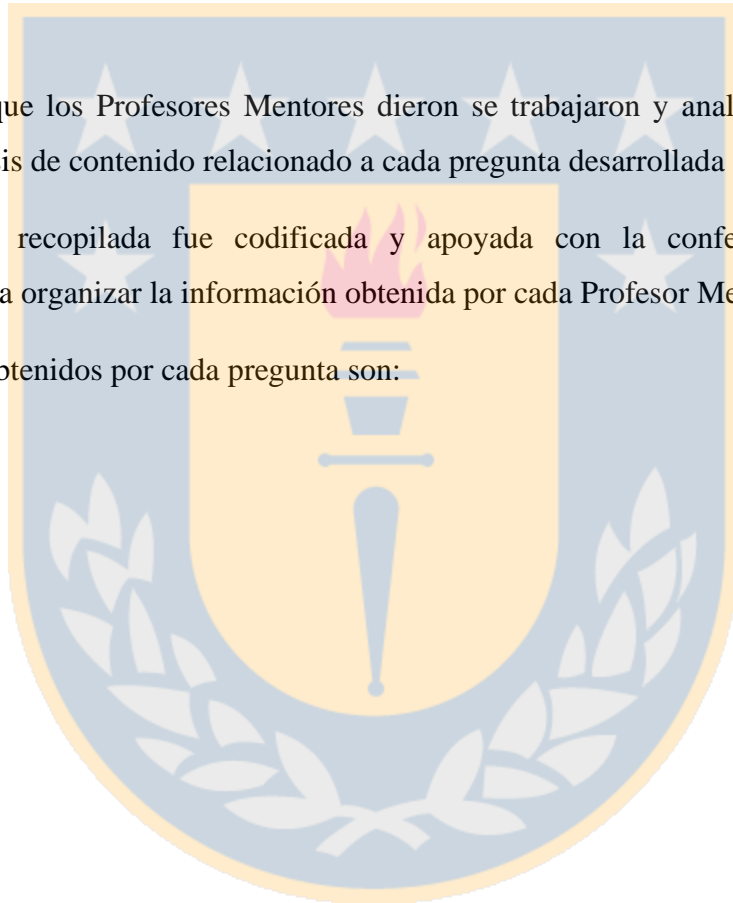 que los Profesores Mentores dieron se trabajaron y anal
sis de contenido relacionado a cada pregunta desarrollada
recopilada fue codificada y apoyada con la confe
a organizar la información obtenida por cada Profesor Me
btenidos por cada pregunta son: